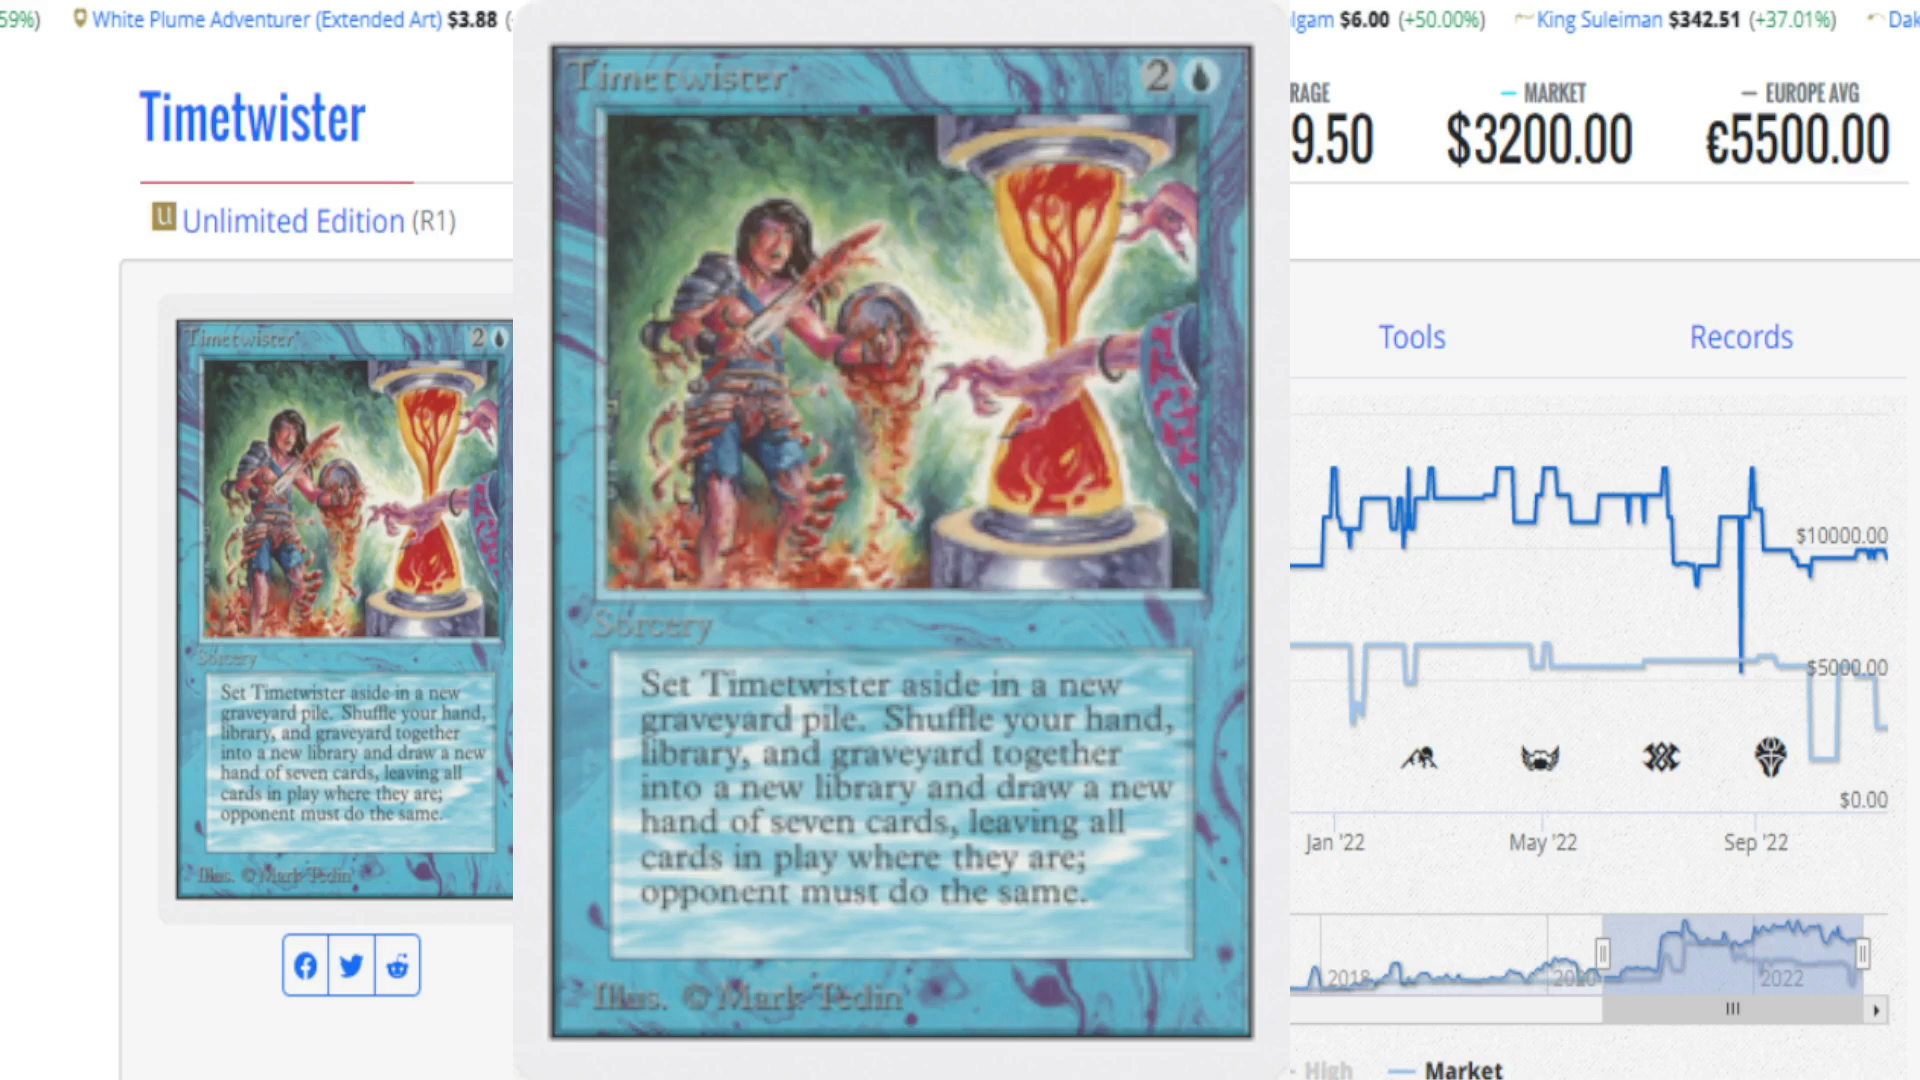 59%)
White Plume Adventurer (Extended Art) $3.88 (
lgam $6.00 (+50.00%)
King Suleiman $342.51 (+37.01%)
Dak
Timetwister
Unlimited Edition (R1)
RAGE
9.50
MARKET
$3200.00
EUROPE AVG
€5500.00
Tools
Records
Timetwister 2
Sorcery
Set Timetwister aside in a new
graveyard pile. Shuffle your hand,
library, and graveyard together
into a new library and draw a new
hand of seven cards, leaving all
cards in play where they are;
opponent must do the same.
Illus. © Mark Tedin
Timetwister 2
Sorcery
Set Timetwister aside in a new
graveyard pile. Shuffle your hand,
library, and graveyard together
into a new library and draw a new
hand of seven cards, leaving all
cards in play where they are;
opponent must do the same.
Illus. © Mark Tedin
$10000.00
$5000.00
$0.00
Jan '22
May '22
Sep '22
2018
2020
2022
High
Market